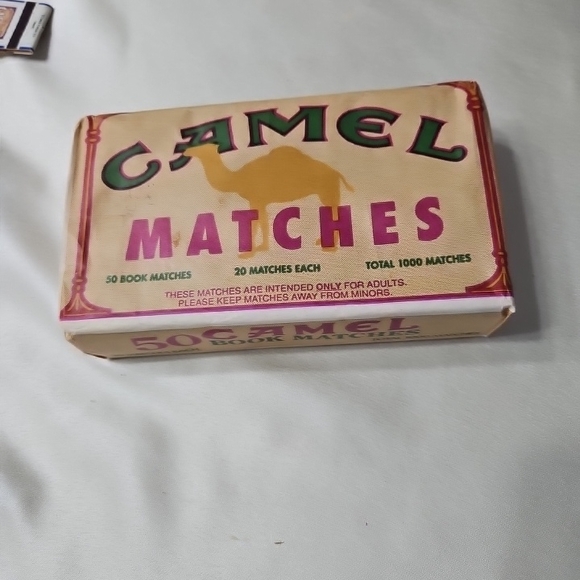 CAMEL
MATCHES
50 BOOK MATCHES
20 MATCHES EACH
TOTAL 1000 MATCHES
THESE MATCHES ARE INTENDED ONLY FOR ADULTS.
PLEASE KEEP MATCHES AWAY FROM MINORS.
50 CAMEL
BOOK MATCHES